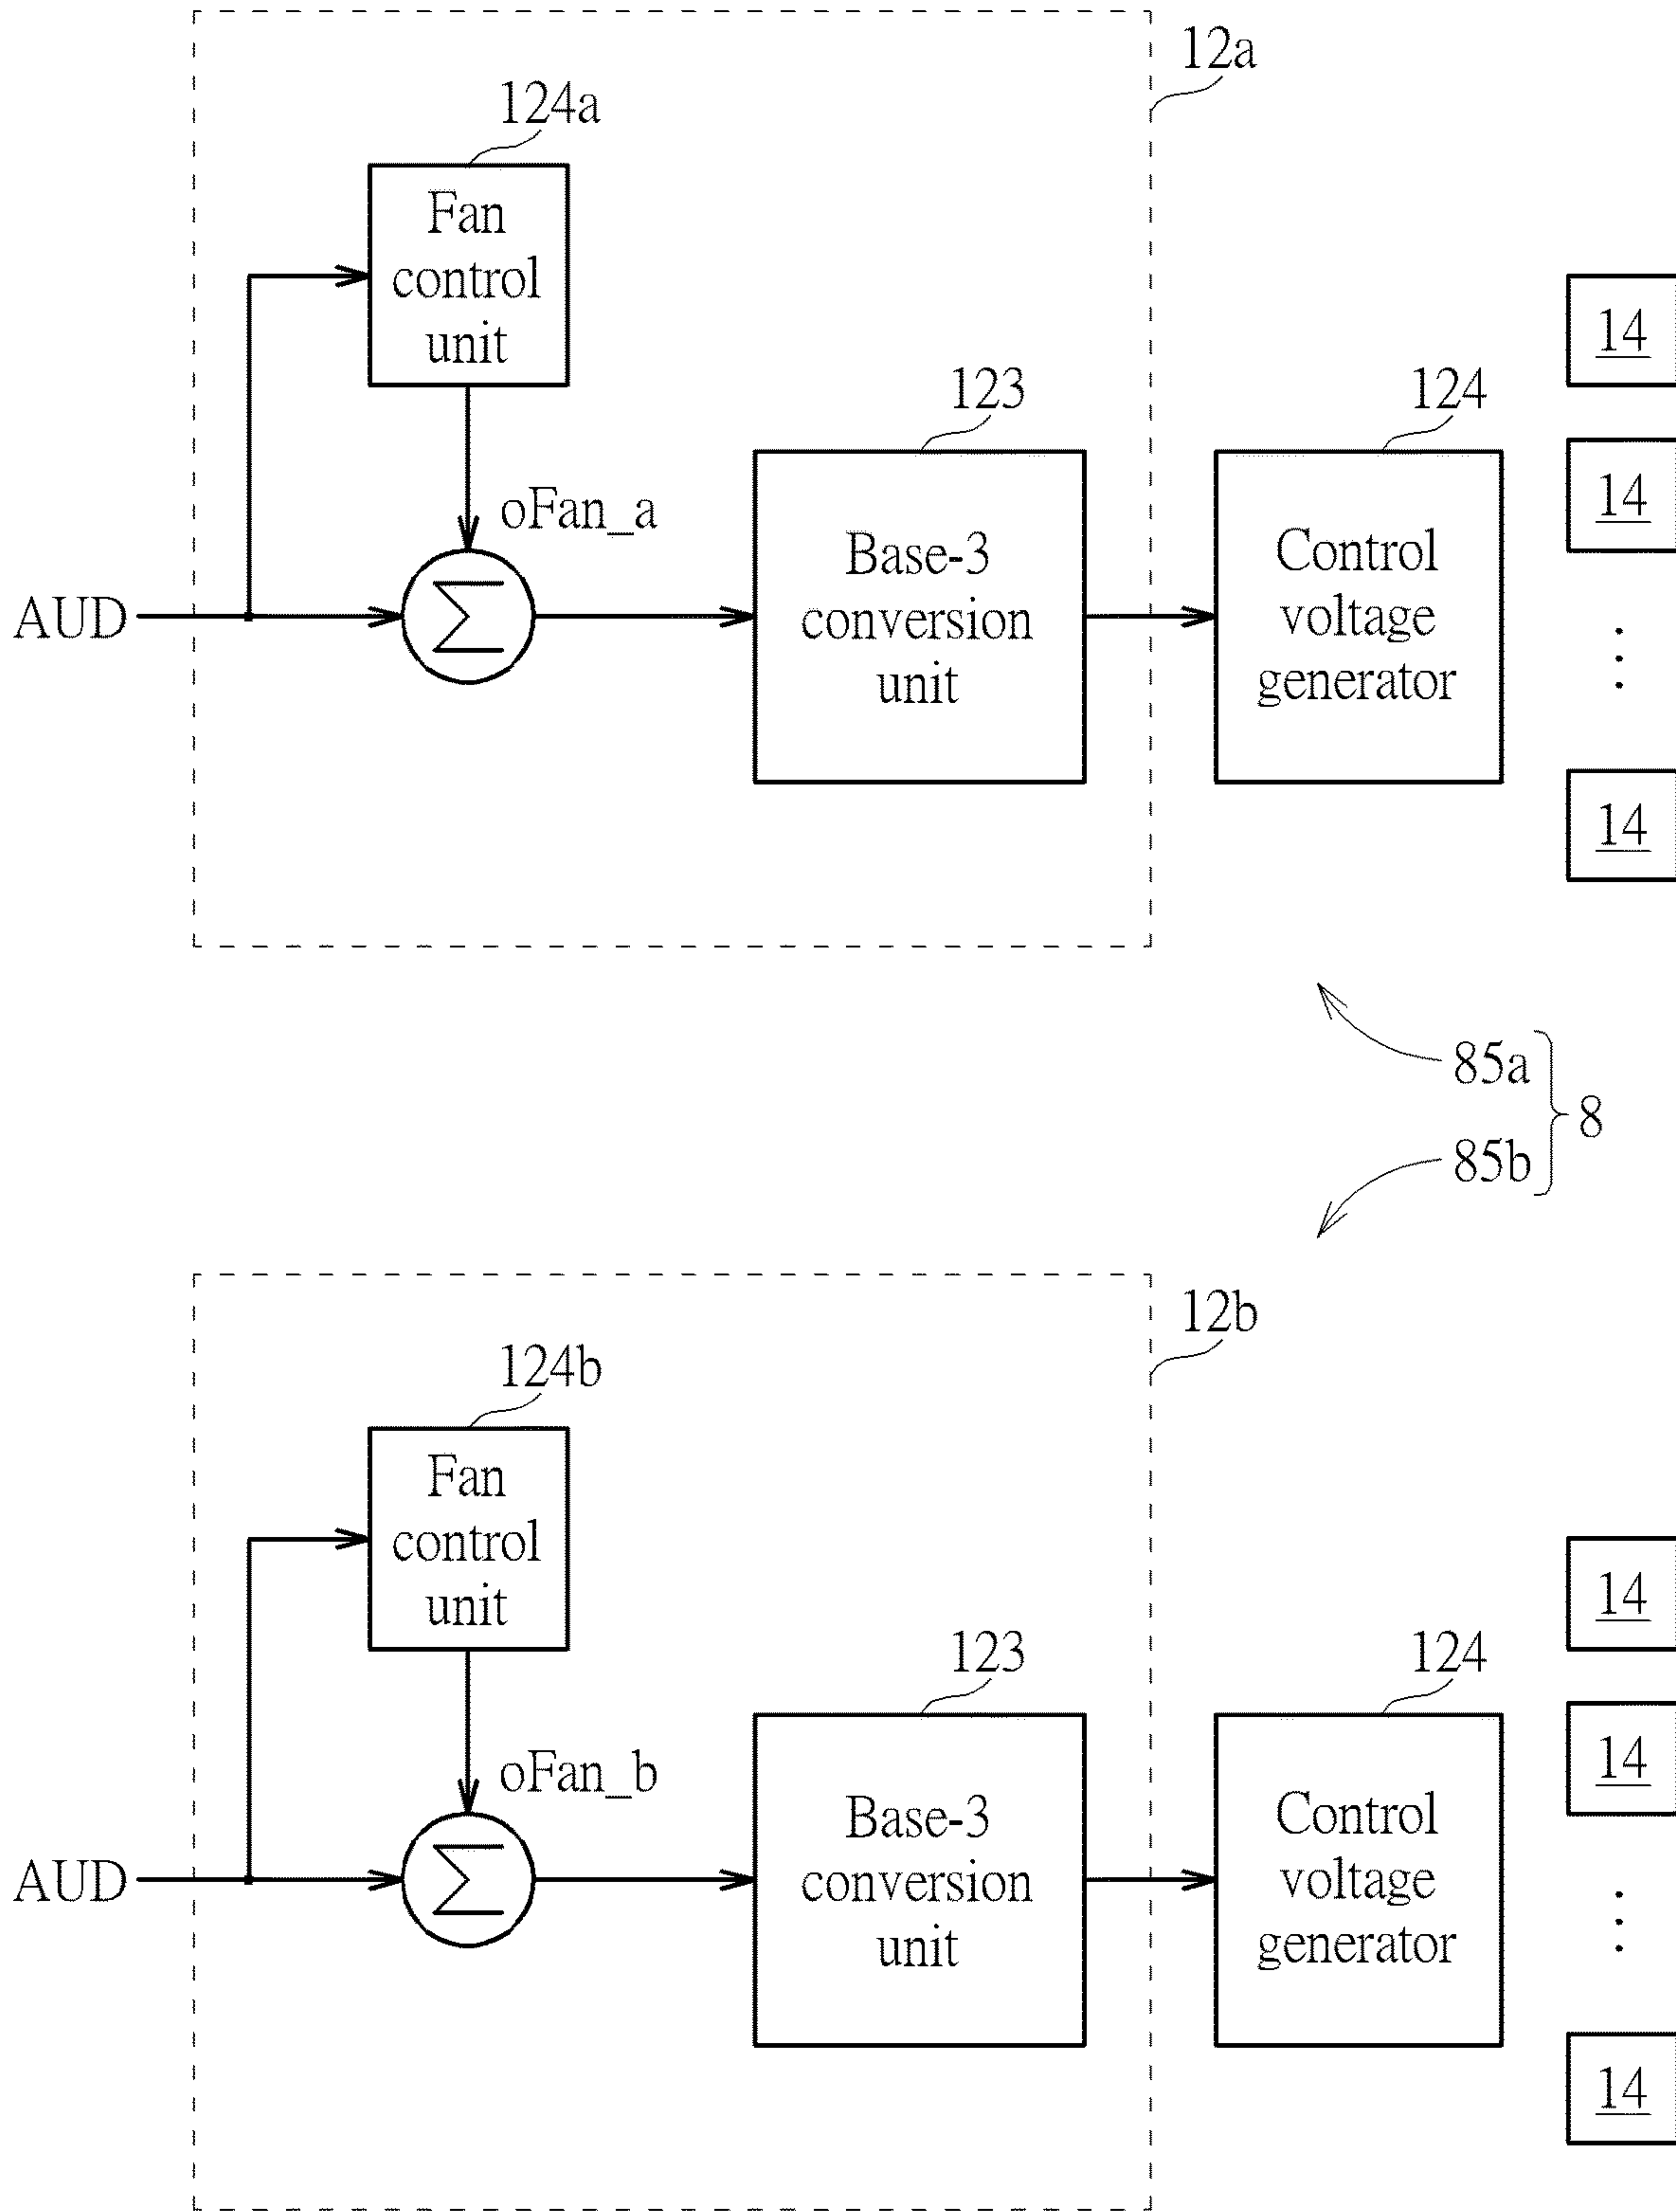 12a
124a
Fan
control
unit
14
123
124
14
oFan_a
Base-3
conversion
unit
Control
voltage
generator
AUD
Σ
14
85a
8
85b
12b
124b
Fan
control
unit
14
123
124
14
oFan_b
Base-3
conversion
unit
Control
voltage
generator
AUD
Σ
14